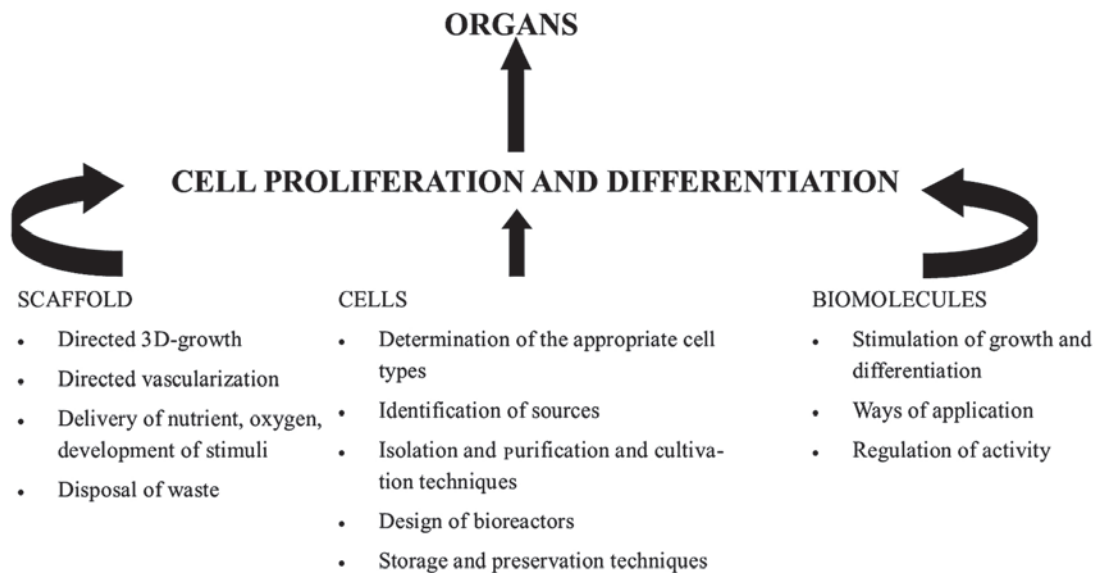 ORGANS
CELL PROLIFERATION AND DIFFERENTIATION
SCAFFOLD
• Directed 3D-growth
• Directed vascularization
• Delivery of nutrient, oxygen,
development of stimuli
• Disposal of waste
CELLS
• Determination of the appropriate cell
types
• Identification of sources
• Isolation and purification and cultiva-
tion techniques
• Design of bioreactors
• Storage and preservation techniques
BIOMOLECULES
• Stimulation of growth and
differentiation
• Ways of application
• Regulation of activity